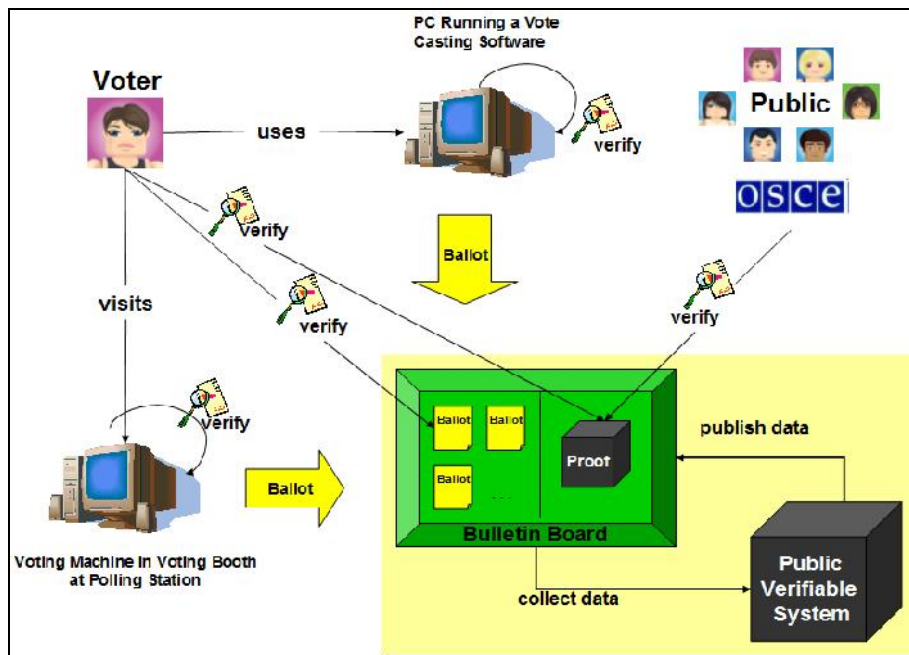 PC Running a Vote
Casting Software
Voter
Public
uses
verify
osce
verify
Ballot
visits
verify
verify
verify
Ballot
Ballot
publish data
Proof
Ballot
Ballot
. . .
Bulletin Board
Voting Machine in Voting Booth
at Polling Station
collect data
Public
Verifiable
System